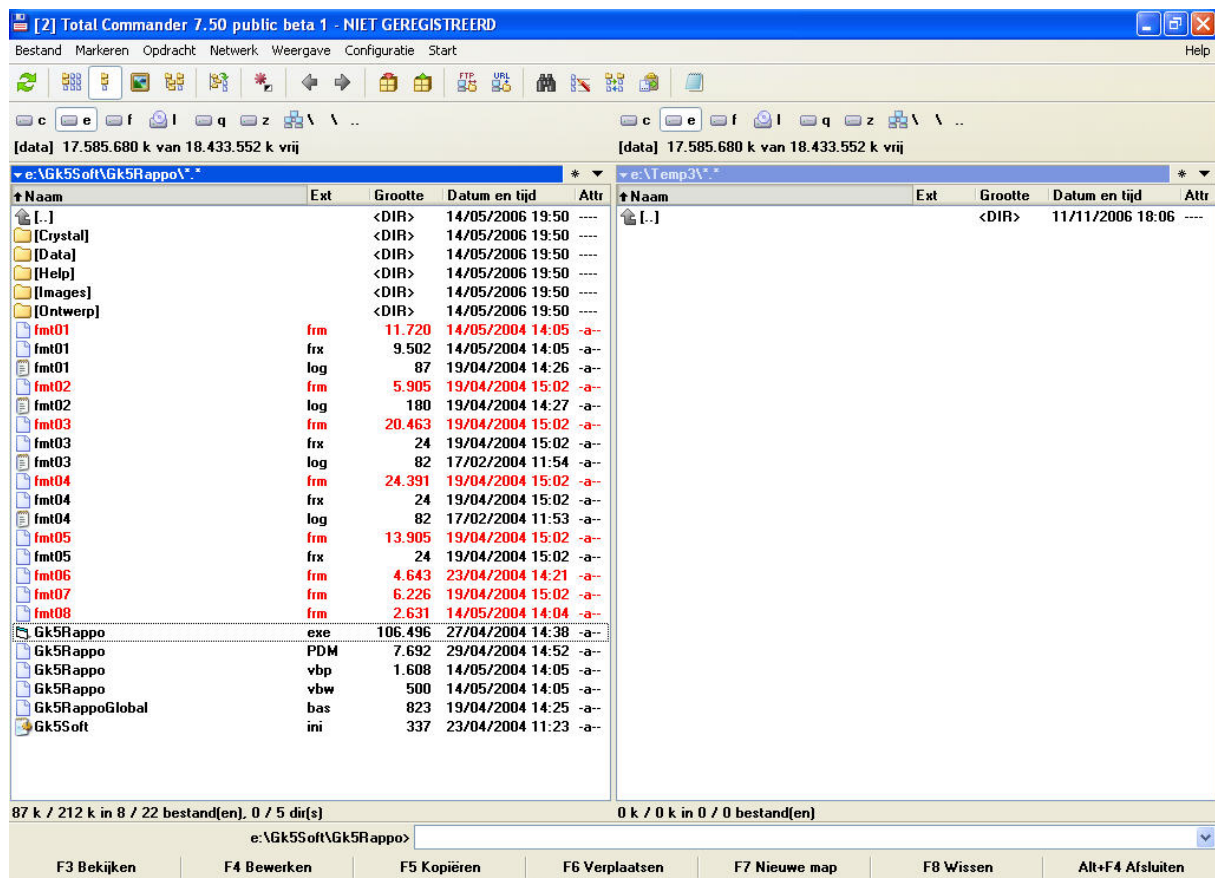 [2] Total Commander 7.50 public beta 1 - NIET GEREGISTREERD
Bestand Markeren Opdracht Netwerk Weergave Configuratie Start Help
FTP URL
c e f l q z \ \ .. c e f l q z \ \ ..
[data] 17.585.680 k van 18.433.552 k vrij [data] 17.585.680 k van 18.433.552 k vrij
e:\Gk5Soft\Gk5Rappo\*.* * e:\Temp3\*.* *
Naam Ext Grootte Datum en tijd Attr Naam Ext Grootte Datum en tijd Attr
[..] <DIR> 14/05/2006 19:50 ---- [..] <DIR> 11/11/2006 18:06 ----
[Crystal] <DIR> 14/05/2006 19:50 ----
[Data] <DIR> 14/05/2006 19:50 ----
[Help] <DIR> 14/05/2006 19:50 ----
[Images] <DIR> 14/05/2006 19:50 ----
[Ontwerp] <DIR> 14/05/2006 19:50 ----
fmt01 frm 11.720 14/05/2004 14:05 -a--
fmt01 frx 9.502 14/05/2004 14:05 -a--
fmt01 log 87 19/04/2004 14:26 -a--
fmt02 frm 5.905 19/04/2004 15:02 -a--
fmt02 log 180 19/04/2004 14:27 -a--
fmt03 frm 20.463 19/04/2004 15:02 -a--
fmt03 frx 24 19/04/2004 15:02 -a--
fmt03 log 82 17/02/2004 11:54 -a--
fmt04 frm 24.391 19/04/2004 15:02 -a--
fmt04 frx 24 19/04/2004 15:02 -a--
fmt04 log 82 17/02/2004 11:53 -a--
fmt05 frm 13.905 19/04/2004 15:02 -a--
fmt05 frx 24 19/04/2004 15:02 -a--
fmt06 frm 4.643 23/04/2004 14:21 -a--
fmt07 frm 6.226 19/04/2004 15:02 -a--
fmt08 frm 2.631 14/05/2004 14:04 -a--
Gk5Rappo exe 106.496 27/04/2004 14:38 -a--
Gk5Rappo PDM 7.692 29/04/2004 14:52 -a--
Gk5Rappo vbp 1.608 14/05/2004 14:05 -a--
Gk5Rappo vbw 500 14/05/2004 14:05 -a--
Gk5RappoGlobal bas 823 19/04/2004 14:25 -a--
Gk5Soft ini 337 23/04/2004 11:23 -a--
87 k / 212 k in 8 / 22 bestand(en), 0 / 5 dir(s) 0 k / 0 k in 0 / 0 bestand(en)
e:\Gk5Soft\Gk5Rappo>
F3 Bekijken F4 Bewerken F5 Kopiëren F6 Verplaatsen F7 Nieuwe map F8 Wissen Alt+F4 Afsluiten